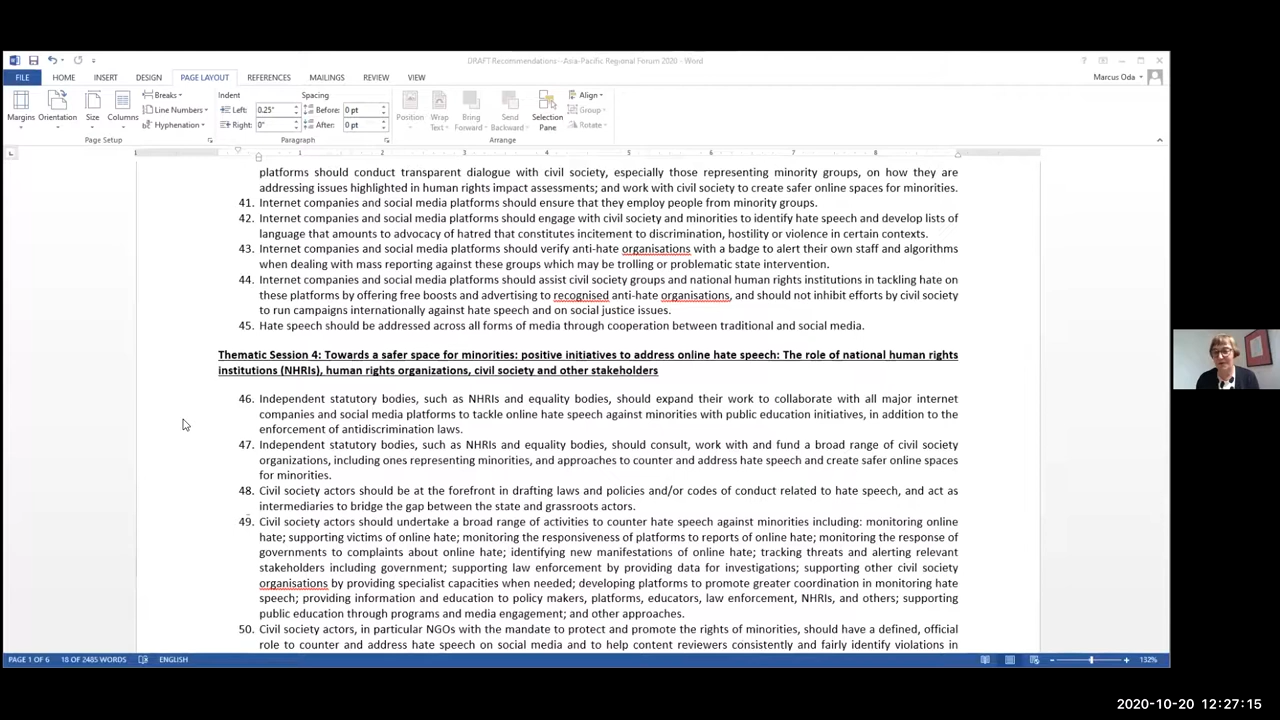 DRAFT Recommendations--Asia-Pacific Regional Forum 2020 - Word
FILE HOME INSERT DESIGN PAGE LAYOUT REFERENCES MAILINGS REVIEW VIEW
Marcus Oda
Margins Orientation Size Columns
Breaks
Line Numbers
Hyphenation
Page Setup
Indent Spacing
Left: 0.25" Before: 0 pt
Right: 0" After: 0 pt
Paragraph
Position Wrap Text Bring Forward Send Backward Selection Pane
Align
Group
Rotate
Arrange
1 1 2 3 4 5 6 7 8
platforms should conduct transparent dialogue with civil society, especially those representing minority groups, on how they are
addressing issues highlighted in human rights impact assessments; and work with civil society to create safer online spaces for minorities.
41. Internet companies and social media platforms should ensure that they employ people from minority groups.
42. Internet companies and social media platforms should engage with civil society and minorities to identify hate speech and develop lists of
language that amounts to advocacy of hatred that constitutes incitement to discrimination, hostility or violence in certain contexts.
43. Internet companies and social media platforms should verify anti-hate organisations with a badge to alert their own staff and algorithms
when dealing with mass reporting against these groups which may be trolling or problematic state intervention.
44. Internet companies and social media platforms should assist civil society groups and national human rights institutions in tackling hate on
these platforms by offering free boosts and advertising to recognised anti-hate organisations, and should not inhibit efforts by civil society
to run campaigns internationally against hate speech and on social justice issues.
45. Hate speech should be addressed across all forms of media through cooperation between traditional and social media.
Thematic Session 4: Towards a safer space for minorities: positive initiatives to address online hate speech: The role of national human rights
institutions (NHRIs), human rights organizations, civil society and other stakeholders
46. Independent statutory bodies, such as NHRIs and equality bodies, should expand their work to collaborate with all major internet
companies and social media platforms to tackle online hate speech against minorities with public education initiatives, in addition to the
enforcement of antidiscrimination laws.
47. Independent statutory bodies, such as NHRIs and equality bodies, should consult, work with and fund a broad range of civil society
organizations, including ones representing minorities, and approaches to counter and address hate speech and create safer online spaces
for minorities.
48. Civil society actors should be at the forefront in drafting laws and policies and/or codes of conduct related to hate speech, and act as
intermediaries to bridge the gap between the state and grassroots actors.
49. Civil society actors should undertake a broad range of activities to counter hate speech against minorities including: monitoring online
hate; supporting victims of online hate; monitoring the responsiveness of platforms to reports of online hate; monitoring the response of
governments to complaints about online hate; identifying new manifestations of online hate; tracking threats and alerting relevant
stakeholders including government; supporting law enforcement by providing data for investigations; supporting other civil society
organisations by providing specialist capacities when needed; developing platforms to promote greater coordination in monitoring hate
speech; providing information and education to policy makers, platforms, educators, law enforcement, NHRIs, and others; supporting
public education through programs and media engagement; and other approaches.
50. Civil society actors, in particular NGOs with the mandate to protect and promote the rights of minorities, should have a defined, official
role to counter and address hate speech on social media and to help content reviewers consistently and fairly identify violations in
PAGE 1 OF 6 18 OF 2485 WORDS ENGLISH 132%
2020-10-20 12:27:15